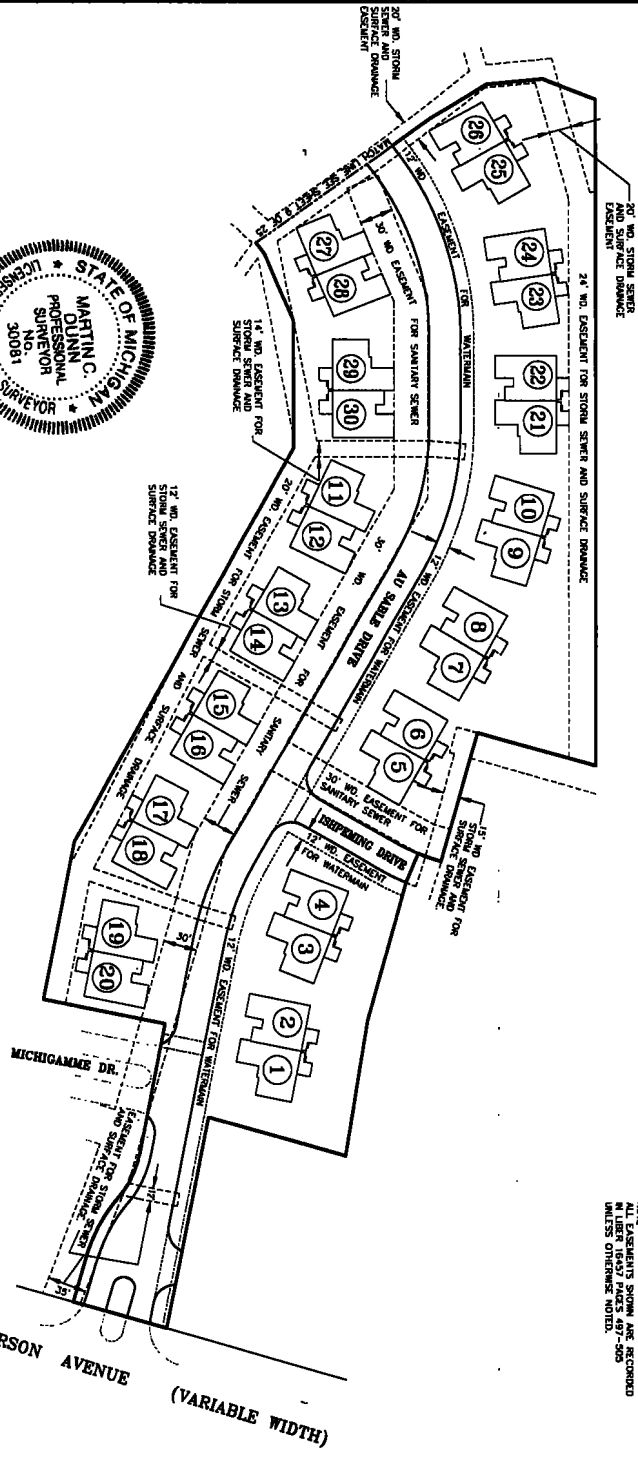 20' WD. STORM
SEWER AND
SURFACE DRAINAGE
EASEMENT
20' WD. STORM SEWER
AND SURFACE DRAINAGE
EASEMENT
24' WD. EASEMENT FOR STORM SEWER AND SURFACE DRAINAGE
NOTE
ALL EASEMENTS SHOWN ARE RECORDED
IN LIBER 16457 PAGES 497-505
UNLESS OTHERWISE NOTED.
MATCH LINE SEE SHEET 9 OF 25
12' WD EASEMENT FOR WATERMAIN
30' WD EASEMENT FOR SANITARY SEWER
26
25
24
23
22
21
10
9
8
7
6
5
4
3
2
1
27
28
29
30
11
12
13
14
15
16
17
18
19
20
14' WD. EASEMENT FOR
STORM SEWER AND
SURFACE DRAINAGE
12' WD. EASEMENT FOR
STORM SEWER AND
SURFACE DRAINAGE
20' WD. EASEMENT FOR STORM SEWER AND SURFACE DRAINAGE
30' WD. EASEMENT FOR SANITARY SEWER
AU SABLE DRIVE
12' WD EASEMENT FOR WATERMAIN
30' WD. EASEMENT FOR
SANITARY SEWER
ISHPEMING DRIVE
12' WD. EASEMENT
FOR WATERMAIN
15' WD EASEMENT FOR
STORM SEWER AND
SURFACE DRAINAGE.
30'
12' WD. EASEMENT FOR WATERMAIN
MICHIGAMME DR.
EASEMENT FOR STORM SEWER
AND SURFACE DRAINAGE
12'
35'
RSON AVENUE (VARIABLE WIDTH)
STATE OF MICHIGAN
MARTIN C.
DUNN
PROFESSIONAL
SURVEYOR
No.
30081
LICENSED
SURVEYOR